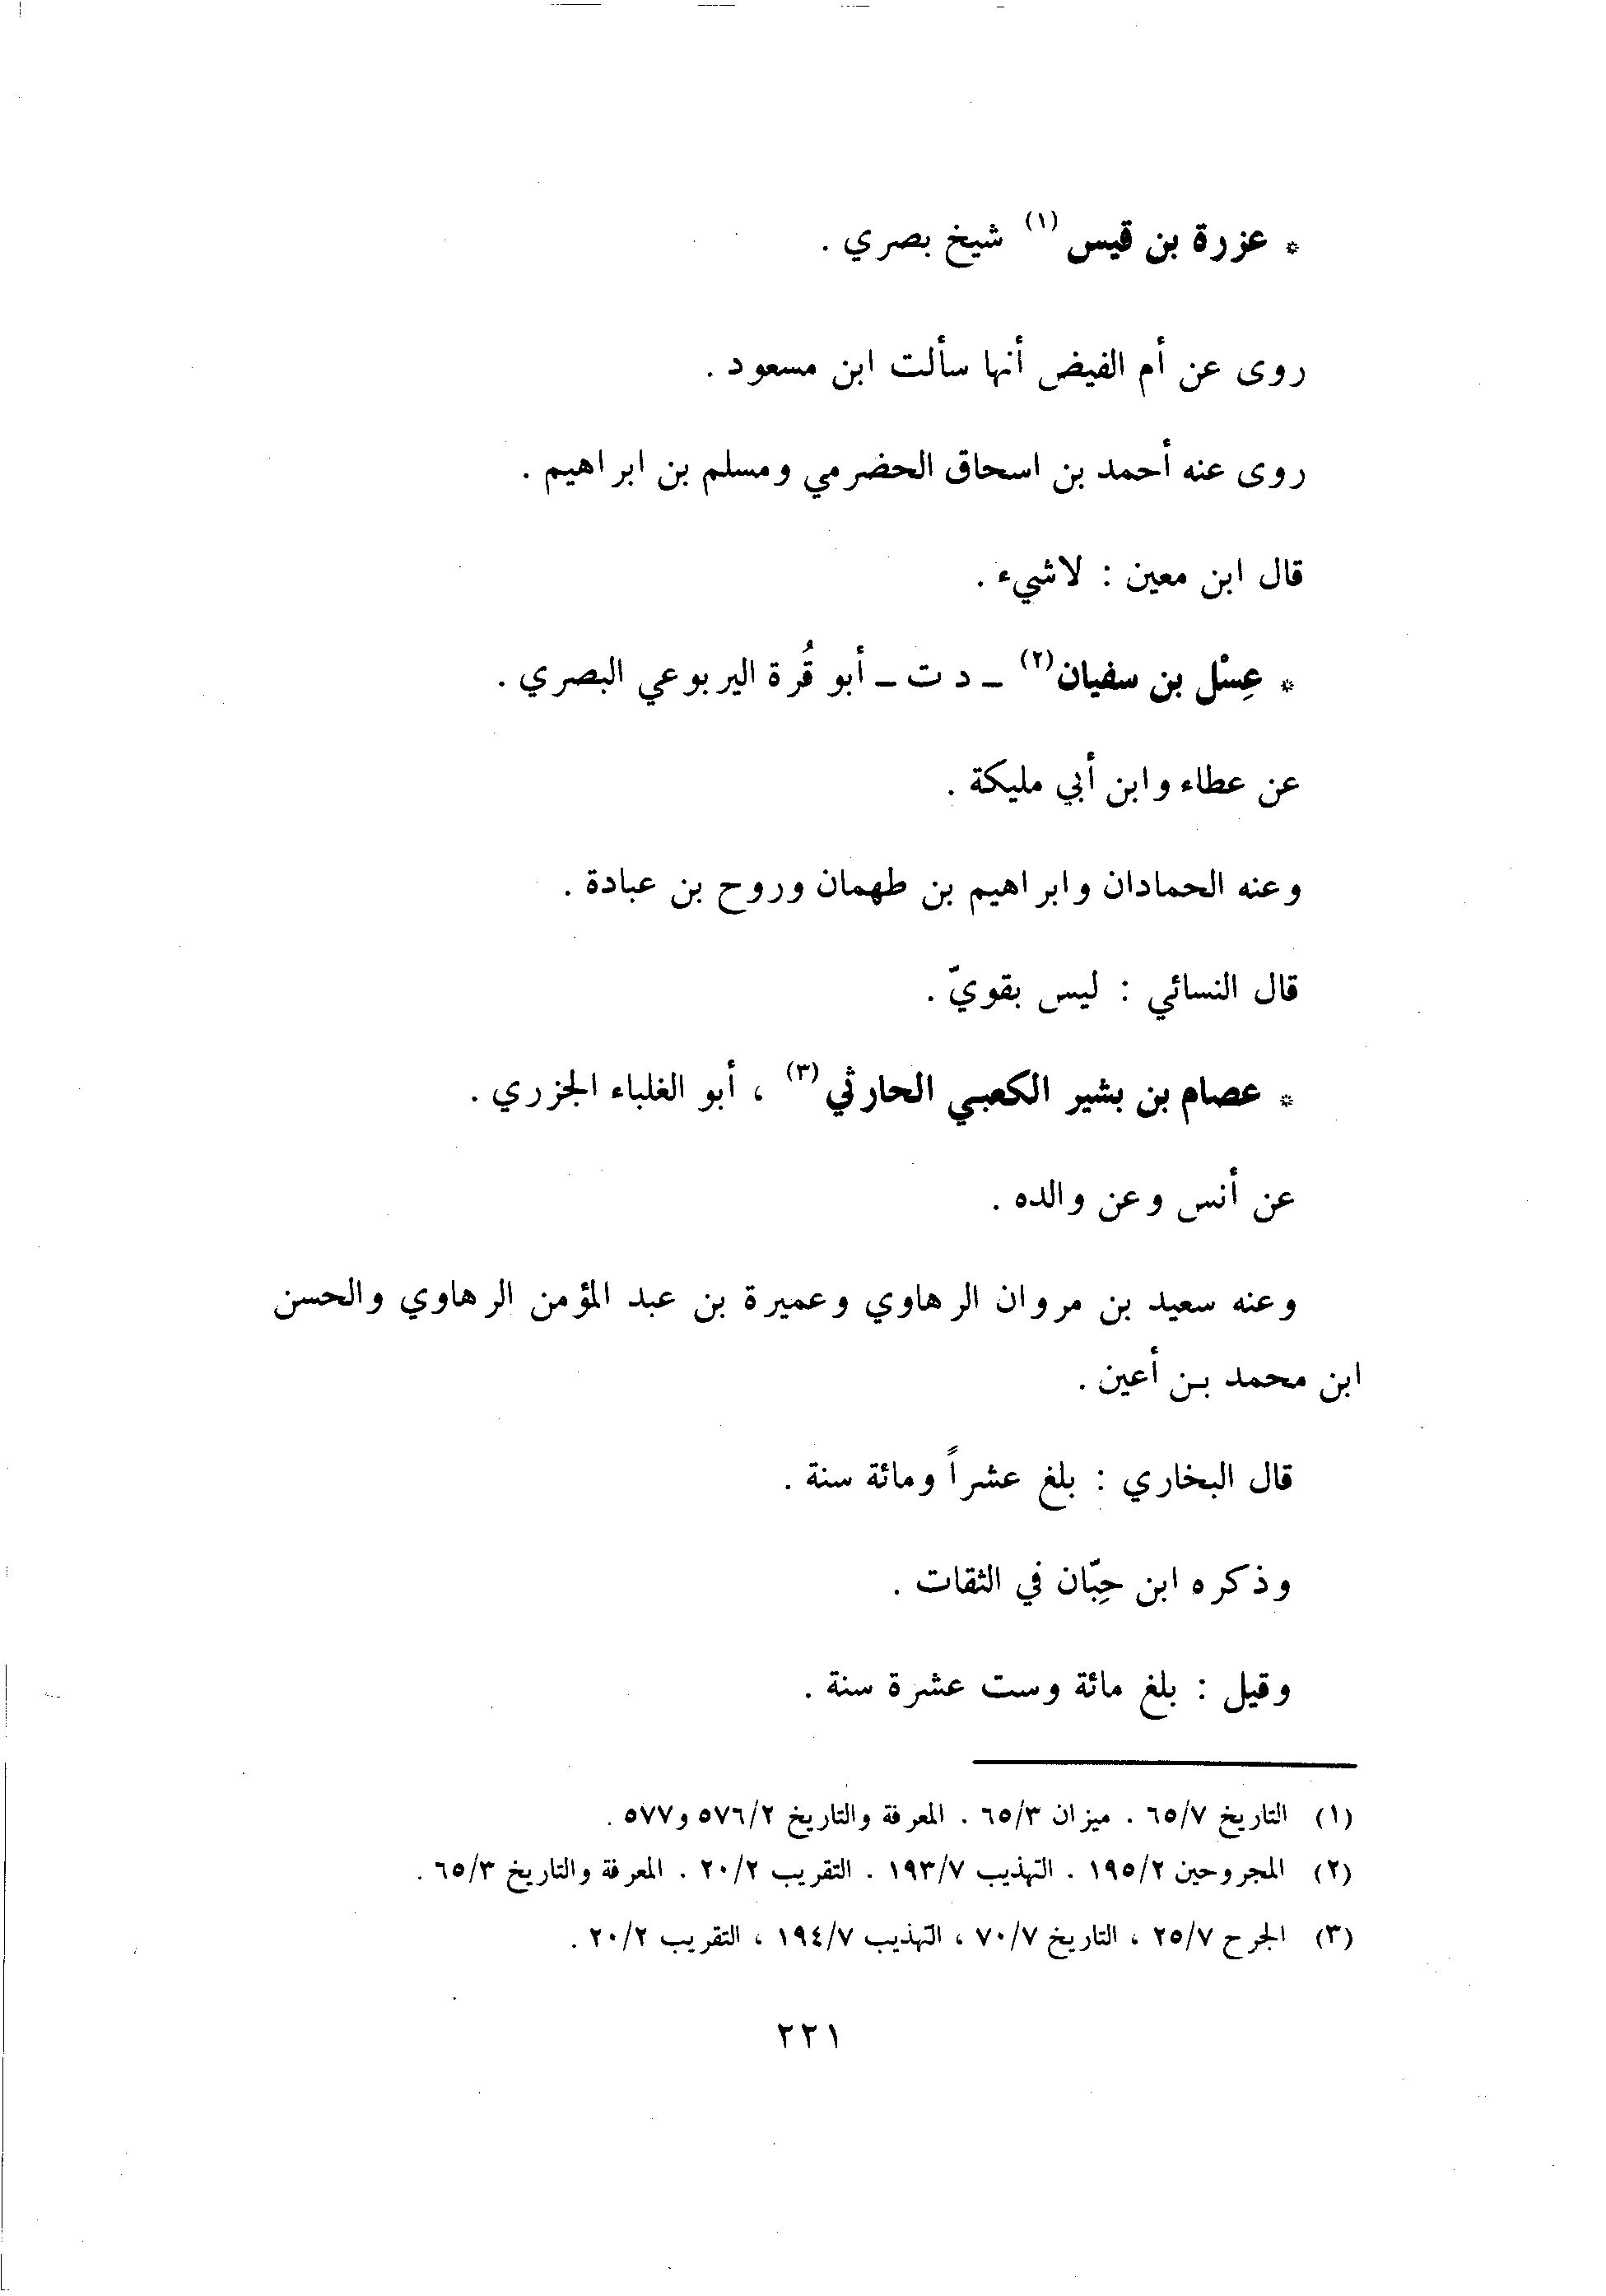 * عزرة بن قيس (١) شيخ بصري .
روى عن أم الفيض أنها سألت ابن مسعود .
روى عنه أحمد بن اسحاق الحضرمي ومسلم بن ابراهيم .
قال ابن معين : لاشيء .
* عِسْل بن سفيان (٢) ــ د ت ــ أبو قُرة اليربوعي البصري .
عن عطاء وابن أبي مليكة .
وعنه الحمادان وابراهيم بن طهمان وروح بن عبادة .
قال النسائي : ليس بقويّ .
* عصام بن بشير الكعبي الحارثي (٣) ، أبو الغلباء الجزري .
عن أنس وعن والده .
وعنه سعيد بن مروان الرهاوي وعميرة بن عبد المؤمن الرهاوي والحسن
ابن محمد بن أعين .
قال البخاري : بلغ عشراً ومائة سنة .
وذكره ابن حِبّان في الثقات .
وقيل : بلغ مائة وست عشرة سنة .
(١) التاريخ ٦٥/٧ . ميزان ٦٥/٣ . المعرفة والتاريخ ٥٧٦/٢ و٥٧٧ .
(٢) المجروحين ١٩٥/٢ . التهذيب ١٩٣/٧ . التقريب ٢٠/٢ . المعرفة والتاريخ ٦٥/٣ .
(٣) الجرح ٢٥/٧ ، التاريخ ٧٠/٧ ، التهذيب ١٩٤/٧ ، التقريب ٢٠/٢ .
٢٢١